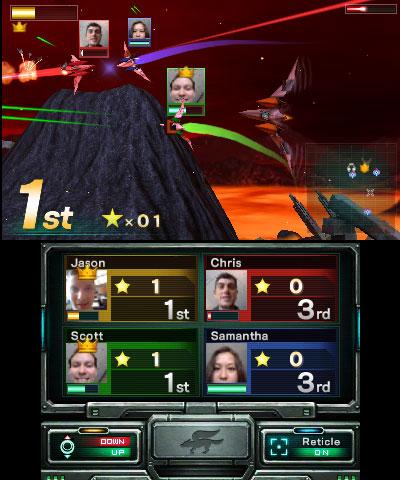 1st
×01
Jason
1
1st
Chris
0
3rd
Scott
1
1st
Samantha
0
3rd
DOWN
UP
Reticle
ON